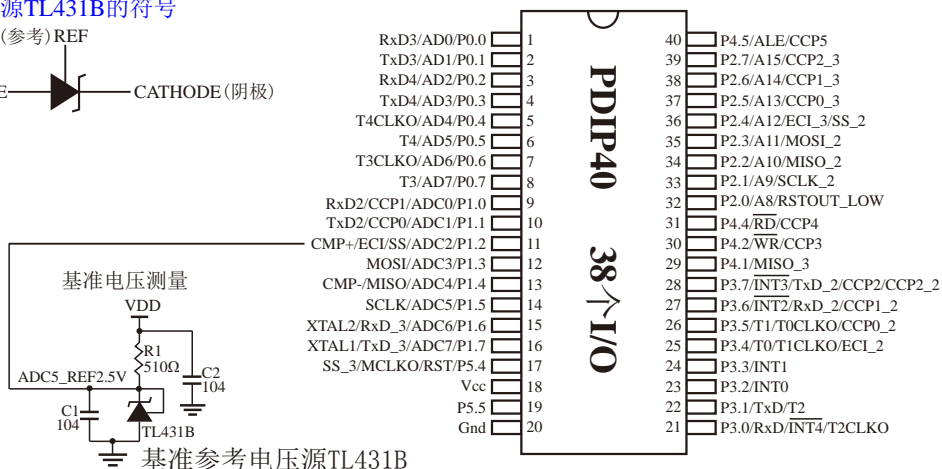 源TL431B的符号
(参考)REF
E
CATHODE(阴极)
RxD3/AD0/P0.0 1
TxD3/AD1/P0.1 2
RxD4/AD2/P0.2 3
TxD4/AD3/P0.3 4
T4CLKO/AD4/P0.4 5
T4/AD5/P0.5 6
T3CLKO/AD6/P0.6 7
T3/AD7/P0.7 8
RxD2/CCP1/ADC0/P1.0 9
TxD2/CCP0/ADC1/P1.1 10
CMP+/ECI/SS/ADC2/P1.2 11
MOSI/ADC3/P1.3 12
CMP-/MISO/ADC4/P1.4 13
SCLK/ADC5/P1.5 14
XTAL2/RxD_3/ADC6/P1.6 15
XTAL1/TxD_3/ADC7/P1.7 16
SS_3/MCLKO/RST/P5.4 17
Vcc 18
P5.5 19
Gnd 20
PDIP40 38个I/O
40 P4.5/ALE/CCP5
39 P2.7/A15/CCP2_3
38 P2.6/A14/CCP1_3
37 P2.5/A13/CCP0_3
36 P2.4/A12/ECI_3/SS_2
35 P2.3/A11/MOSI_2
34 P2.2/A10/MISO_2
33 P2.1/A9/SCLK_2
32 P2.0/A8/RSTOUT_LOW
31 P4.4/RD/CCP4
30 P4.2/WR/CCP3
29 P4.1/MISO_3
28 P3.7/INT3/TxD_2/CCP2/CCP2_2
27 P3.6/INT2/RxD_2/CCP1_2
26 P3.5/T1/T0CLKO/CCP0_2
25 P3.4/T0/T1CLKO/ECI_2
24 P3.3/INT1
23 P3.2/INT0
22 P3.1/TxD/T2
21 P3.0/RxD/INT4/T2CLKO
基准电压测量
VDD
R1
510Ω
C2
104
ADC5_REF2.5V
C1
104
TL431B
基准参考电压源TL431B